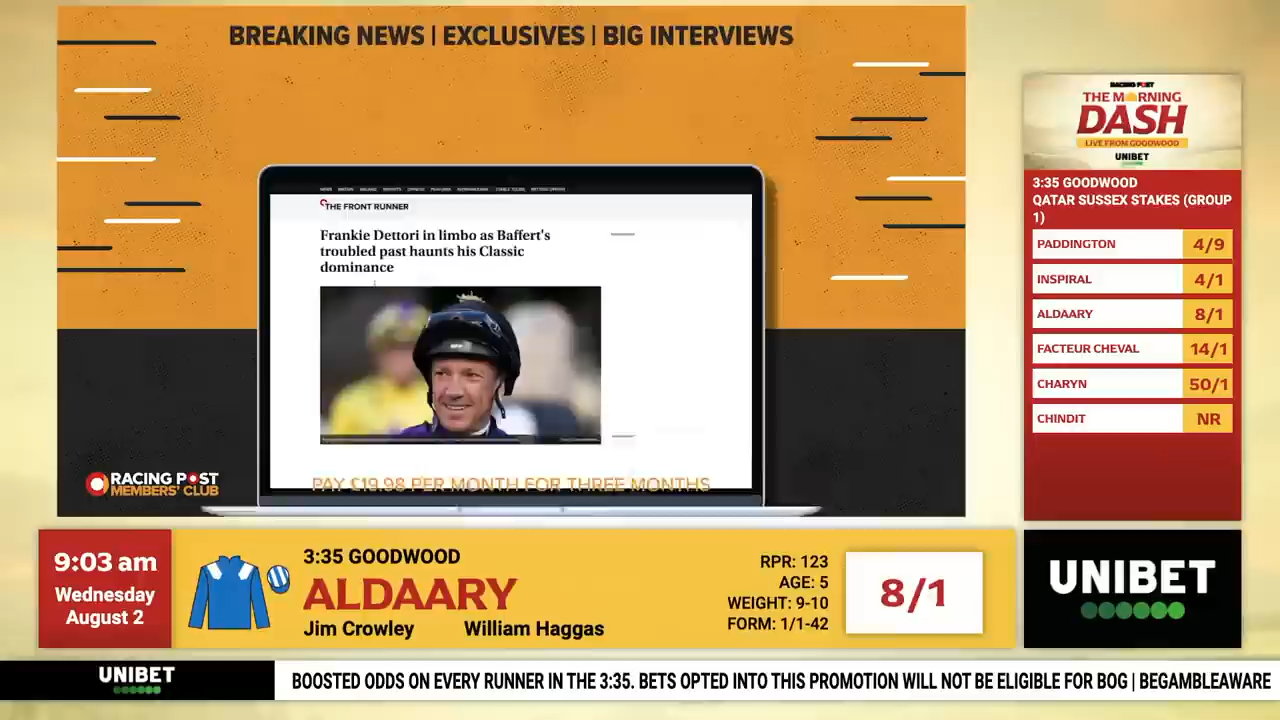 BREAKING NEWS | EXCLUSIVES | BIG INTERVIEWS
THE FRONT RUNNER
Frankie Dettori in limbo as Baffert's
troubled past haunts his Classic
dominance
PAY £19.98 PER MONTH FOR THREE MONTHS
RACING POST
MEMBERS' CLUB
RACING POST
THE MORNING
DASH
LIVE FROM GOODWOOD
UNIBET
3:35 GOODWOOD
QATAR SUSSEX STAKES (GROUP
1)
PADDINGTON 4/9
INSPIRAL 4/1
ALDAARY 8/1
FACTEUR CHEVAL 14/1
CHARYN 50/1
CHINDIT NR
9:03 am
Wednesday
August 2
3:35 GOODWOOD
ALDAARY
Jim Crowley William Haggas
RPR: 123
AGE: 5
WEIGHT: 9-10
FORM: 1/1-42
8/1
UNIBET
UNIBET
BOOSTED ODDS ON EVERY RUNNER IN THE 3:35. BETS OPTED INTO THIS PROMOTION WILL NOT BE ELIGIBLE FOR BOG | BEGAMBLEAWARE